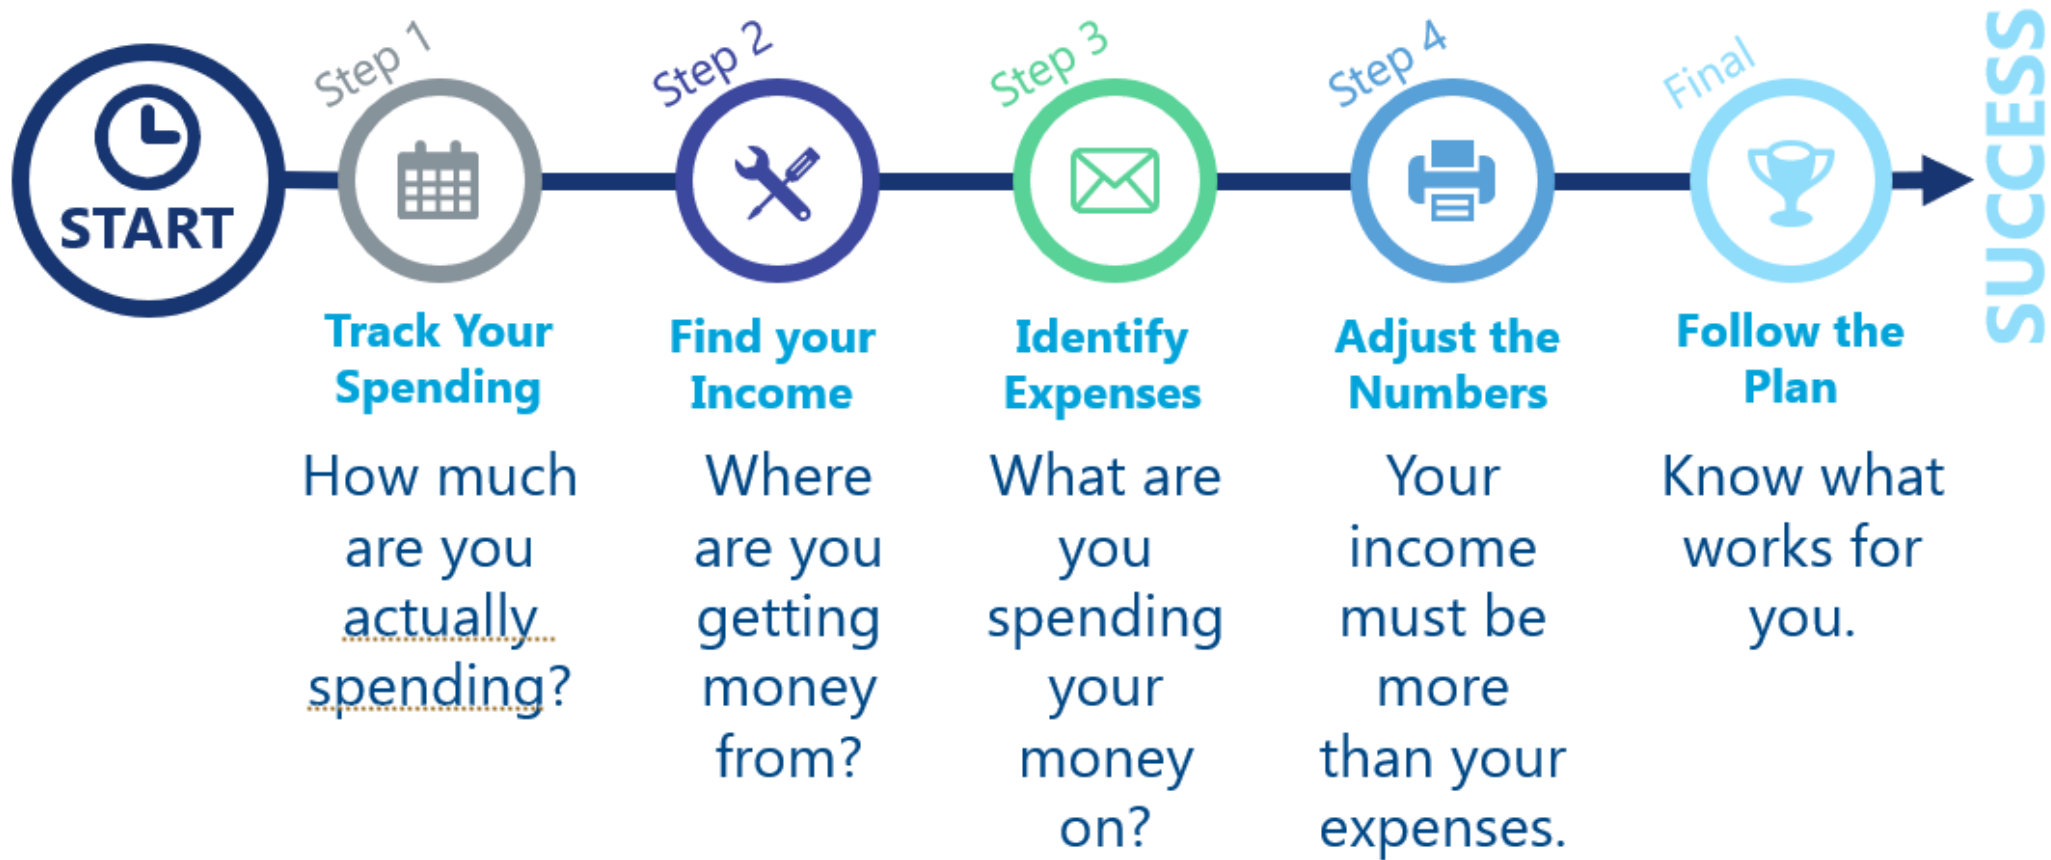 START
Step 1
Track Your
Spending
How much
are you
actually
spending?
Step 2
Find your
Income
Where
are you
getting
money
from?
Step 3
Identify
Expenses
What are
you
spending
your
money
on?
Step 4
Adjust the
Numbers
Your
income
must be
more
than your
expenses.
Final
Follow the
Plan
Know what
works for
you.
SUCCESS